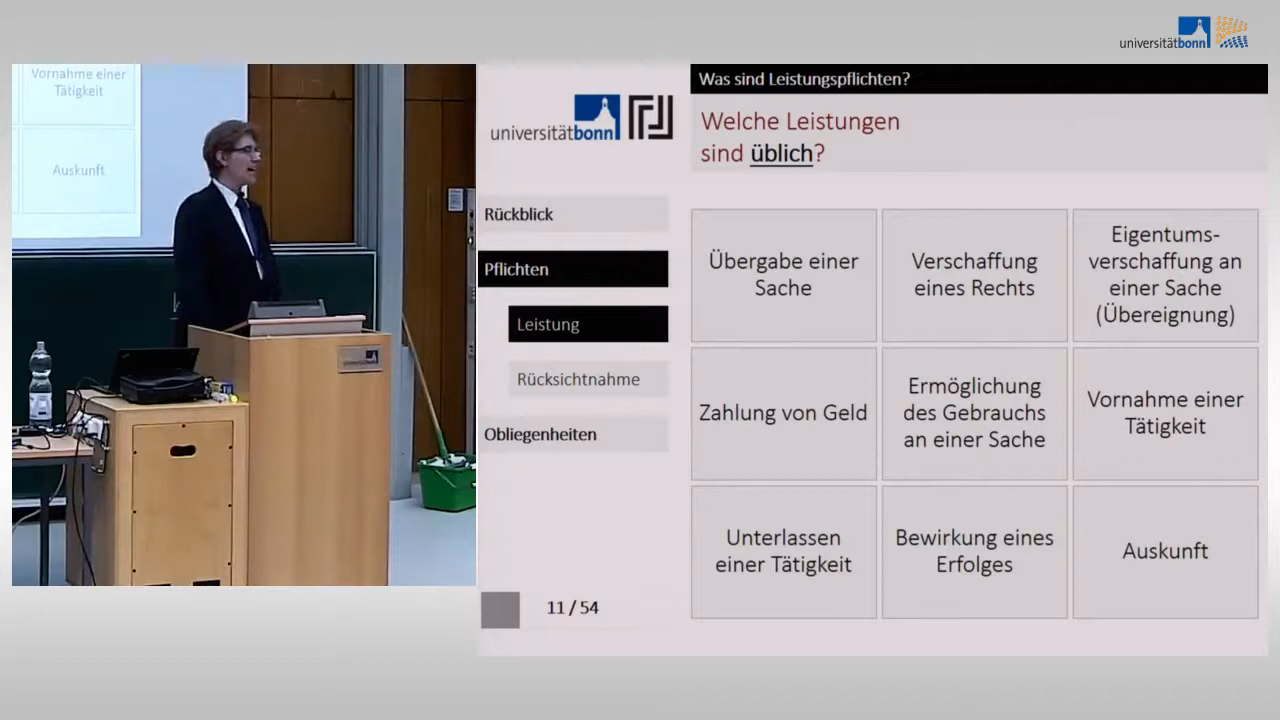 universitätbonn
Vornahme einer
Tätigkeit
Auskunft
universitätbonn
Rückblick
Pflichten
Leistung
Rücksichtnahme
Obliegenheiten
11 / 54
Was sind Leistungspflichten?
Welche Leistungen
sind üblich?
Übergabe einer
Sache
Verschaffung
eines Rechts
Eigentums-
verschaffung an
einer Sache
(Übereignung)
Zahlung von Geld
Ermöglichung
des Gebrauchs
an einer Sache
Vornahme einer
Tätigkeit
Unterlassen
einer Tätigkeit
Bewirkung eines
Erfolges
Auskunft